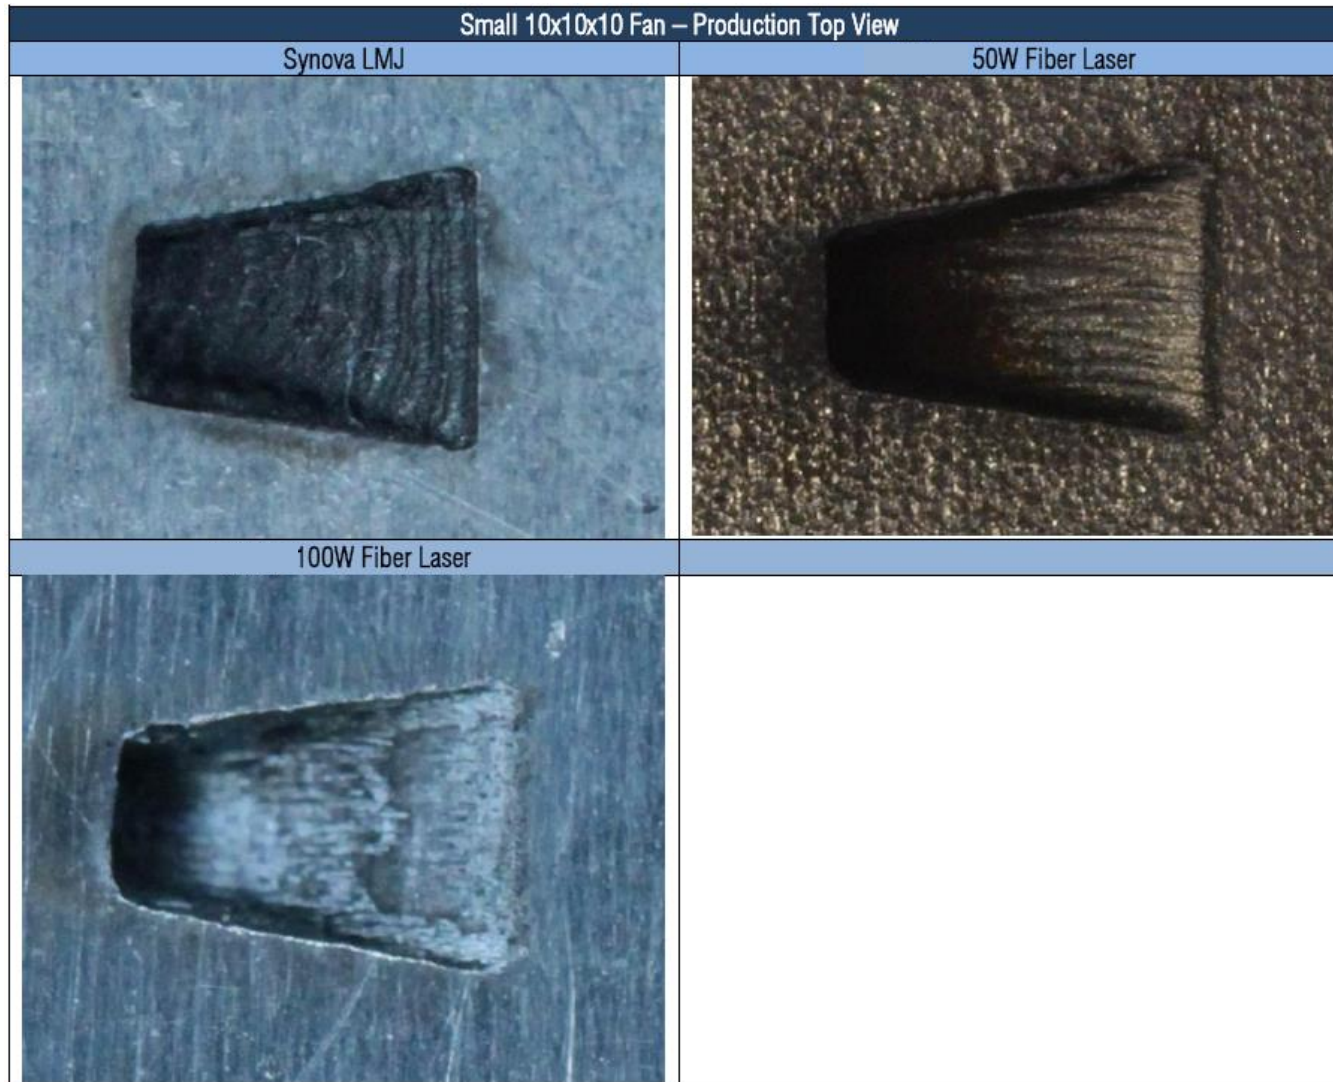 Small 10x10x10 Fan – Production Top View
Synova LMJ
50W Fiber Laser
100W Fiber Laser